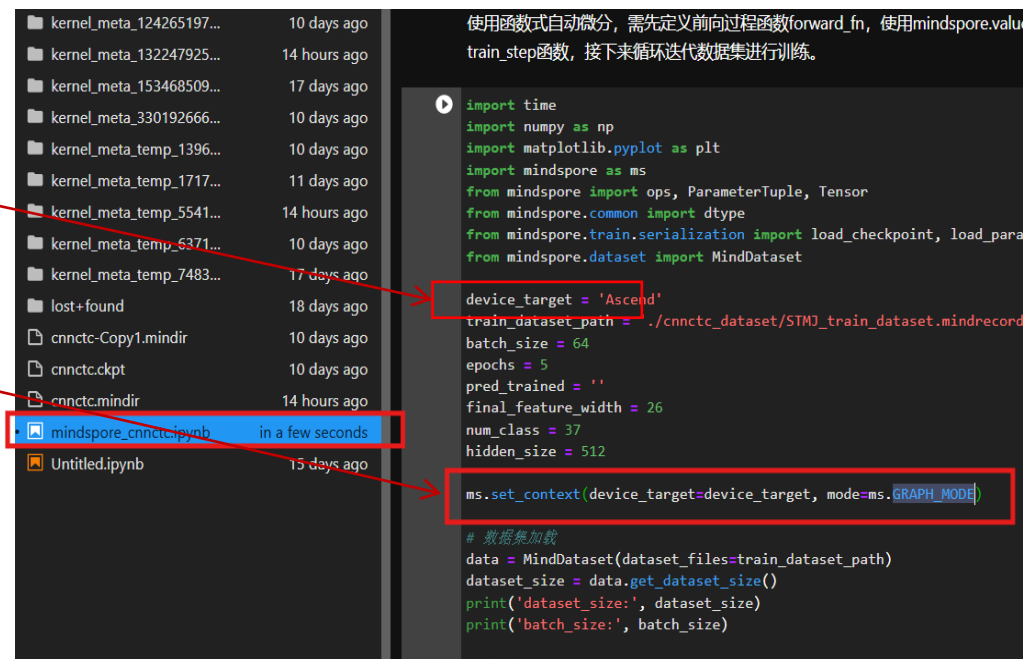 kernel_meta_124265197... 10 days ago
kernel_meta_132247925... 14 hours ago
kernel_meta_153468509... 17 days ago
kernel_meta_330192666... 10 days ago
kernel_meta_temp_1396... 10 days ago
kernel_meta_temp_1717... 11 days ago
kernel_meta_temp_5541... 14 hours ago
kernel_meta_temp_6371... 10 days ago
kernel_meta_temp_7483... 17 days ago
lost+found 18 days ago
cnnctc-Copy1.mindir 10 days ago
cnnctc.ckpt 10 days ago
cnnctc.mindir 14 hours ago
mindspore_cnnctc.ipynb in a few seconds
Untitled.ipynb 15 days ago
使用函数式自动微分，需先定义前向过程函数forward_fn，使用mindspore.valu
train_step函数，接下来循环迭代数据集进行训练。
import time
import numpy as np
import matplotlib.pyplot as plt
import mindspore as ms
from mindspore import ops, ParameterTuple, Tensor
from mindspore.common import dtype
from mindspore.train.serialization import load_checkpoint, load_para
from mindspore.dataset import MindDataset
device_target = 'Ascend'
train_dataset_path = './cnnctc_dataset/STMJ_train_dataset.mindrecord
batch_size = 64
epochs = 5
pred_trained = ''
final_feature_width = 26
num_class = 37
hidden_size = 512
ms.set_context(device_target=device_target, mode=ms.GRAPH_MODE)
# 数据集加载
data = MindDataset(dataset_files=train_dataset_path)
dataset_size = data.get_dataset_size()
print('dataset_size:', dataset_size)
print('batch_size:', batch_size)